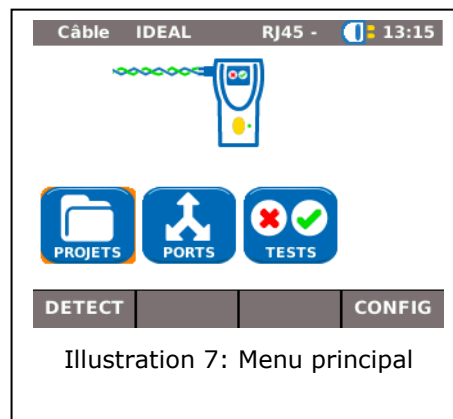 Câble IDEAL RJ45 - 13:15
PROJETS PORTS TESTS
DETECT CONFIG
Illustration 7: Menu principal